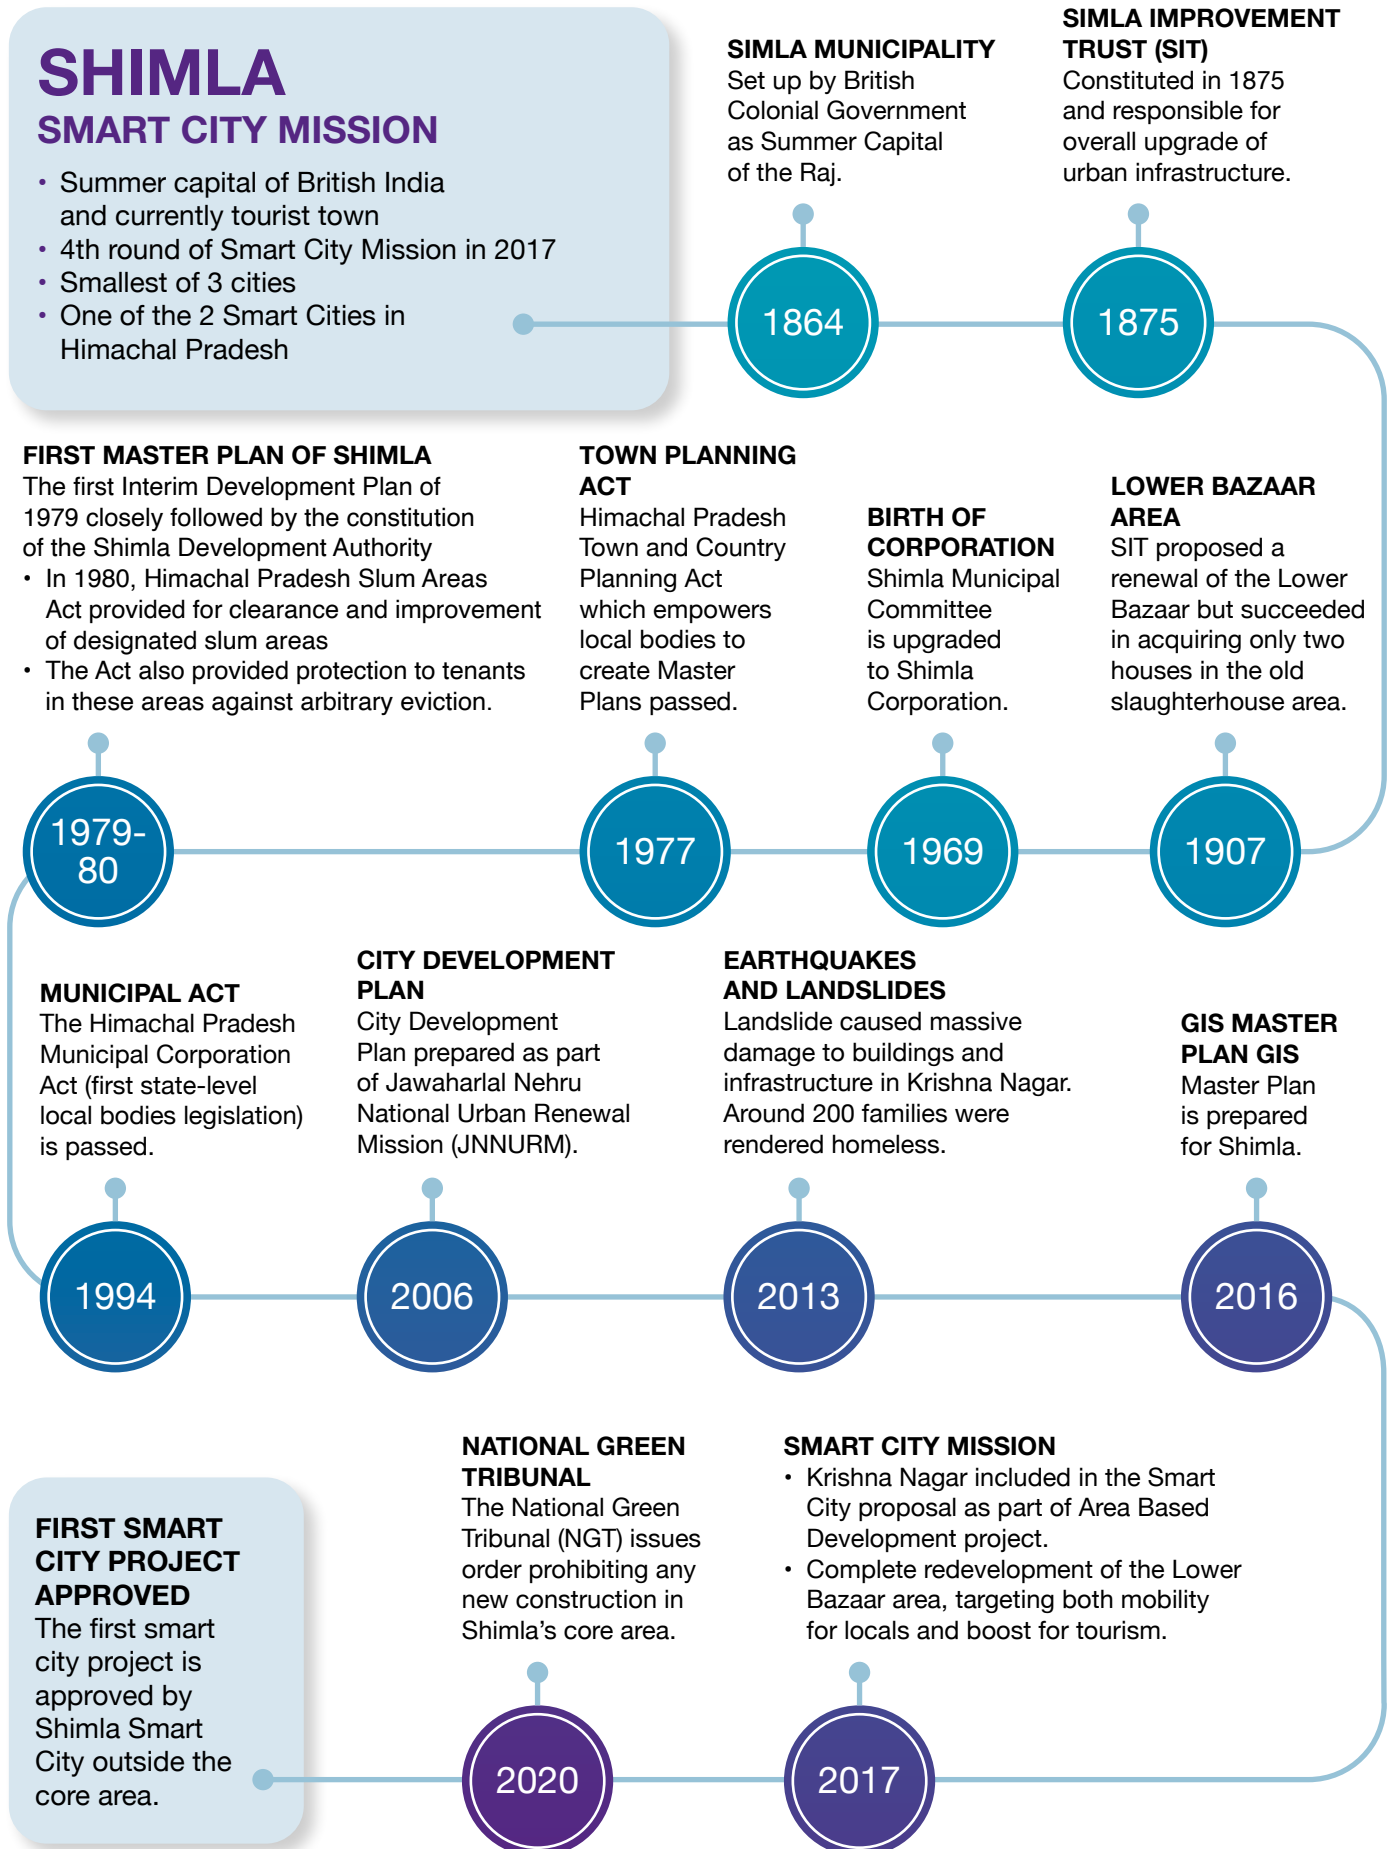 SHIMLA
SMART CITY MISSION
• Summer capital of British India
and currently tourist town
• 4th round of Smart City Mission in 2017
• Smallest of 3 cities
• One of the 2 Smart Cities in
Himachal Pradesh
SIMLA MUNICIPALITY
Set up by British
Colonial Government
as Summer Capital
of the Raj.
1864
SIMLA IMPROVEMENT
TRUST (SIT)
Constituted in 1875
and responsible for
overall upgrade of
urban infrastructure.
1875
LOWER BAZAAR
AREA
SIT proposed a
renewal of the Lower
Bazaar but succeeded
in acquiring only two
houses in the old
slaughterhouse area.
1907
BIRTH OF
CORPORATION
Shimla Municipal
Committee
is upgraded
to Shimla
Corporation.
1969
TOWN PLANNING
ACT
Himachal Pradesh
Town and Country
Planning Act
which empowers
local bodies to
create Master
Plans passed.
1977
FIRST MASTER PLAN OF SHIMLA
The first Interim Development Plan of
1979 closely followed by the constitution
of the Shimla Development Authority
• In 1980, Himachal Pradesh Slum Areas
Act provided for clearance and improvement
of designated slum areas
• The Act also provided protection to tenants
in these areas against arbitrary eviction.
1979-
80
MUNICIPAL ACT
The Himachal Pradesh
Municipal Corporation
Act (first state-level
local bodies legislation)
is passed.
1994
CITY DEVELOPMENT
PLAN
City Development
Plan prepared as part
of Jawaharlal Nehru
National Urban Renewal
Mission (JNNURM).
2006
EARTHQUAKES
AND LANDSLIDES
Landslide caused massive
damage to buildings and
infrastructure in Krishna Nagar.
Around 200 families were
rendered homeless.
2013
GIS MASTER
PLAN GIS
Master Plan
is prepared
for Shimla.
2016
SMART CITY MISSION
• Krishna Nagar included in the Smart
City proposal as part of Area Based
Development project.
• Complete redevelopment of the Lower
Bazaar area, targeting both mobility
for locals and boost for tourism.
2017
NATIONAL GREEN
TRIBUNAL
The National Green
Tribunal (NGT) issues
order prohibiting any
new construction in
Shimla's core area.
2020
FIRST SMART
CITY PROJECT
APPROVED
The first smart
city project is
approved by
Shimla Smart
City outside the
core area.